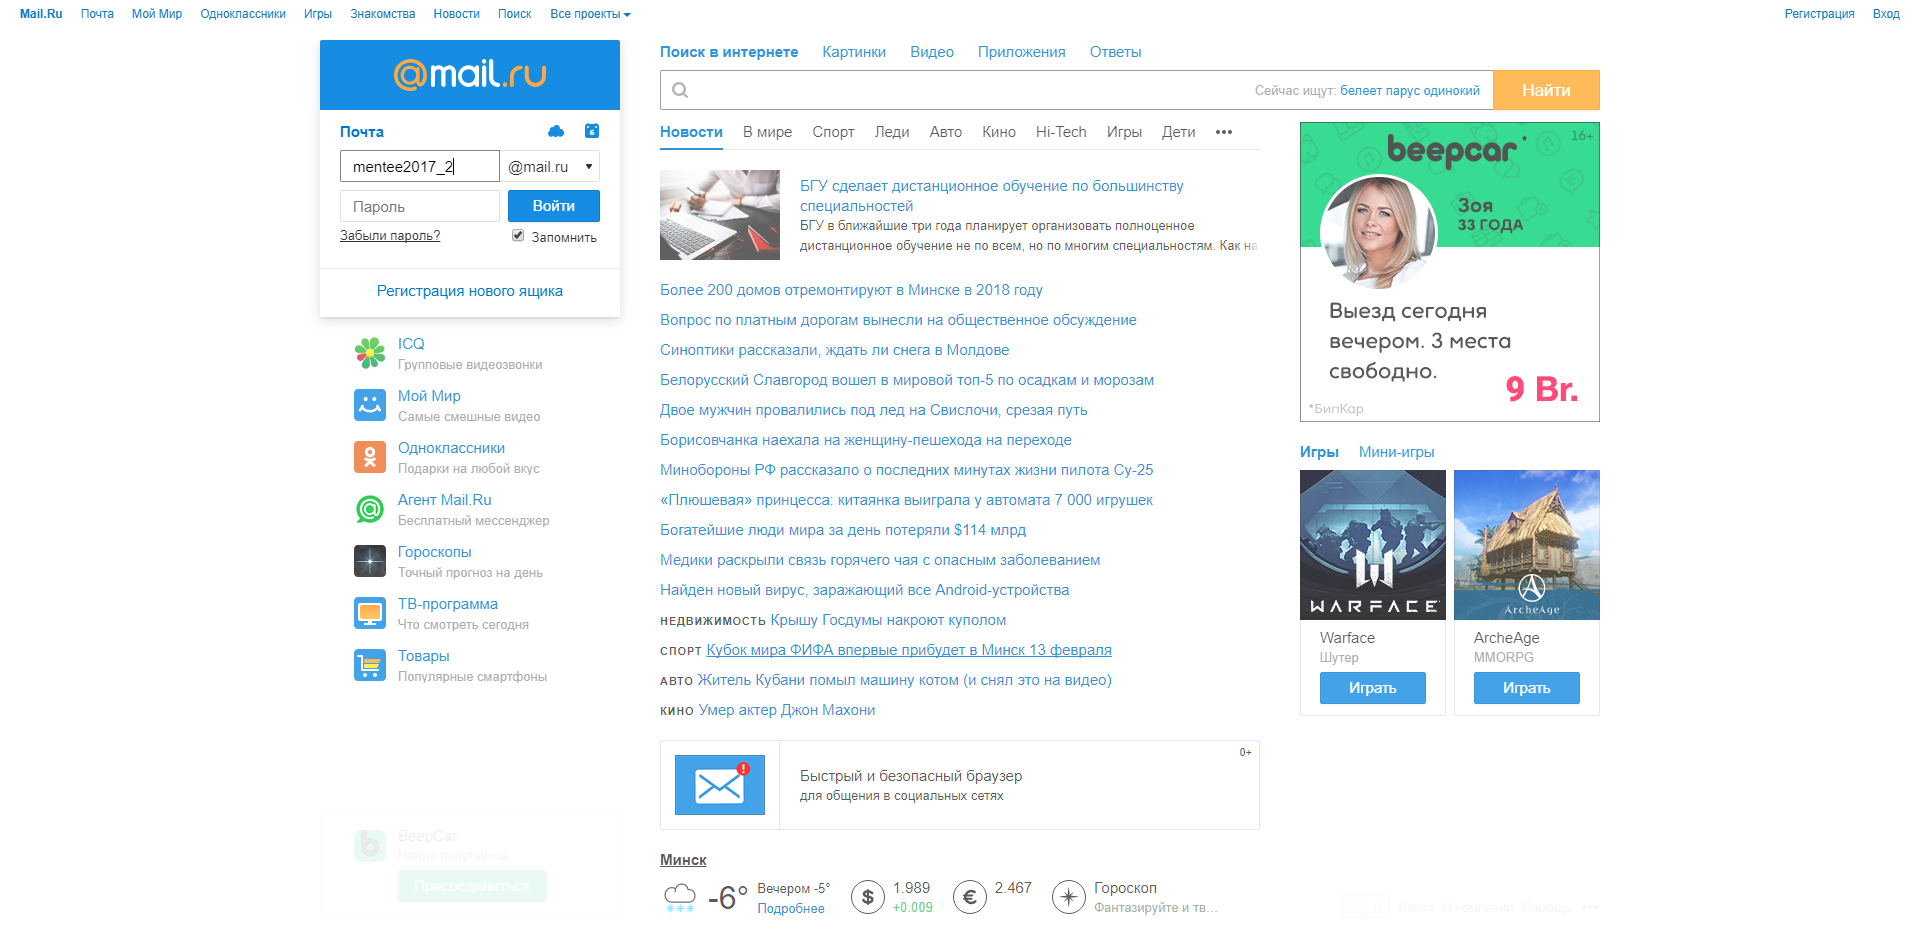 Mail.Ru Почта Мой Мир Одноклассники Игры Знакомства Новости Поиск Все проекты Регистрация Вход
@mail.ru
Почта
6
mentee2017_2 @mail.ru
Пароль Войти
Забыли пароль? Запомнить
Регистрация нового ящика
ICQ
Групповые видеозвонки
Мой Мир
Самые смешные видео
Одноклассники
Подарки на любой вкус
Агент Mail.Ru
Бесплатный мессенджер
Гороскопы
Точный прогноз на день
ТВ-программа
Что смотреть сегодня
Товары
Популярные смартфоны
BeepCar
Найди попутчиков
Присоединиться
Поиск в интернете Картинки Видео Приложения Ответы
Сейчас ищут: белеет парус одинокий Найти
Новости В мире Спорт Леди Авто Кино Hi-Tech Игры Дети •••
БГУ сделает дистанционное обучение по большинству
специальностей
БГУ в ближайшие три года планирует организовать полноценное
дистанционное обучение не по всем, но по многим специальностям. Как на
Более 200 домов отремонтируют в Минске в 2018 году
Вопрос по платным дорогам вынесли на общественное обсуждение
Синоптики рассказали, ждать ли снега в Молдове
Белорусский Славгород вошел в мировой топ-5 по осадкам и морозам
Двое мужчин провалились под лед на Свислочи, срезая путь
Борисовчанка наехала на женщину-пешехода на переходе
Минобороны РФ рассказало о последних минутах жизни пилота Су-25
«Плюшевая» принцесса: китаянка выиграла у автомата 7 000 игрушек
Богатейшие люди мира за день потеряли $114 млрд
Медики раскрыли связь горячего чая с опасным заболеванием
Найден новый вирус, заражающий все Android-устройства
НЕДВИЖИМОСТЬ Крышу Госдумы накроют куполом
СПОРТ Кубок мира ФИФА впервые прибудет в Минск 13 февраля
АВТО Житель Кубани помыл машину котом (и снял это на видео)
КИНО Умер актер Джон Махони
0+
Быстрый и безопасный браузер
для общения в социальных сетях
Минск
-6° Вечером -5°
Подробнее
$ 1.989
+0.009
€ 2.467
Гороскоп
Фантазируйте и тв...
16+
beepcar*
Зоя
33 ГОДА
Выезд сегодня
вечером. 3 места
свободно.
9 Br.
*БипКар
Игры Мини-игры
WARFACE
ArcheAge
Warface
Шутер
Играть
ArcheAge
MMORPG
Играть
Лента О компании Помощь •••